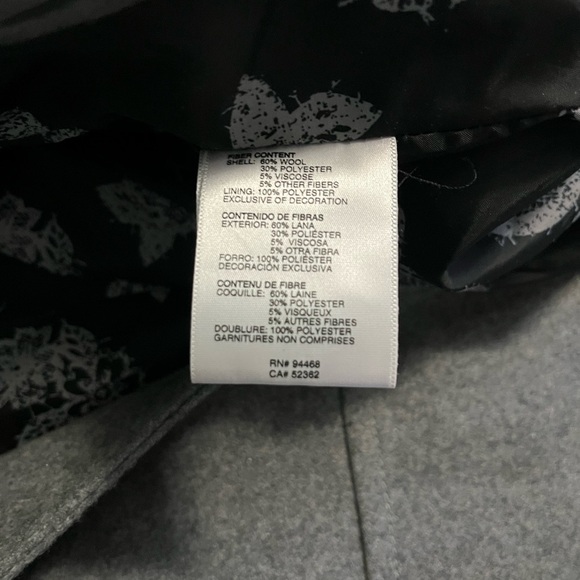 FIBER CONTENT
SHELL: 60% WOOL
30% POLYESTER
5% VISCOSE
5% OTHER FIBERS
LINING: 100% POLYESTER
EXCLUSIVE OF DECORATION
CONTENIDO DE FIBRAS
EXTERIOR: 60% LANA
30% POLIÉSTER
5% VISCOSA
5% OTRA FIBRA
FORRO: 100% POLIÉSTER
DECORACIÓN EXCLUSIVA
CONTENU DE FIBRE
COQUILLE: 60% LAINE
30% POLYESTER
5% VISQUEUX
5% AUTRES FIBRES
DOUBLURE: 100% POLYESTER
GARNITURES NON COMPRISES
RN# 94468
CA# 52362